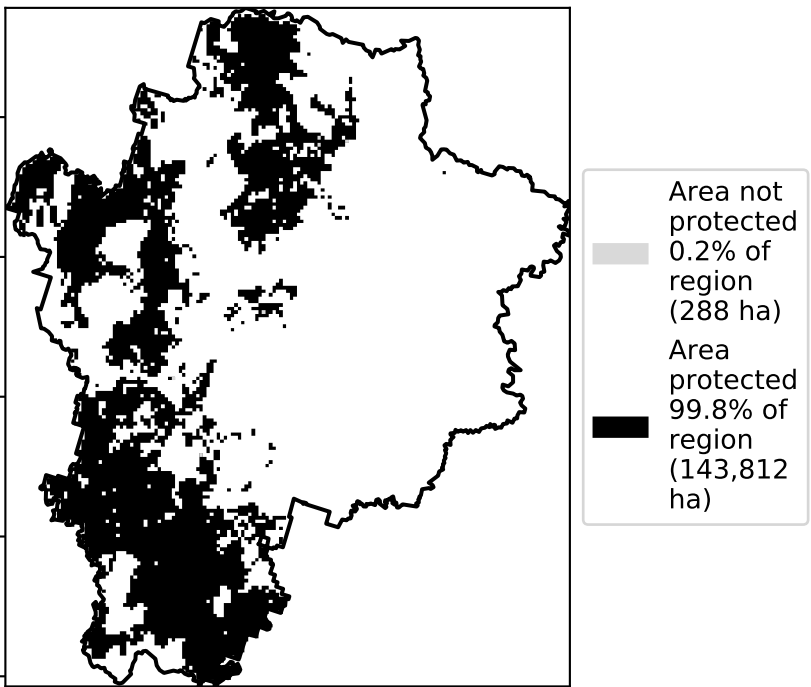 Area not
protected
0.2% of
region
(288 ha)
Area
protected
99.8% of
region
(143,812
ha)